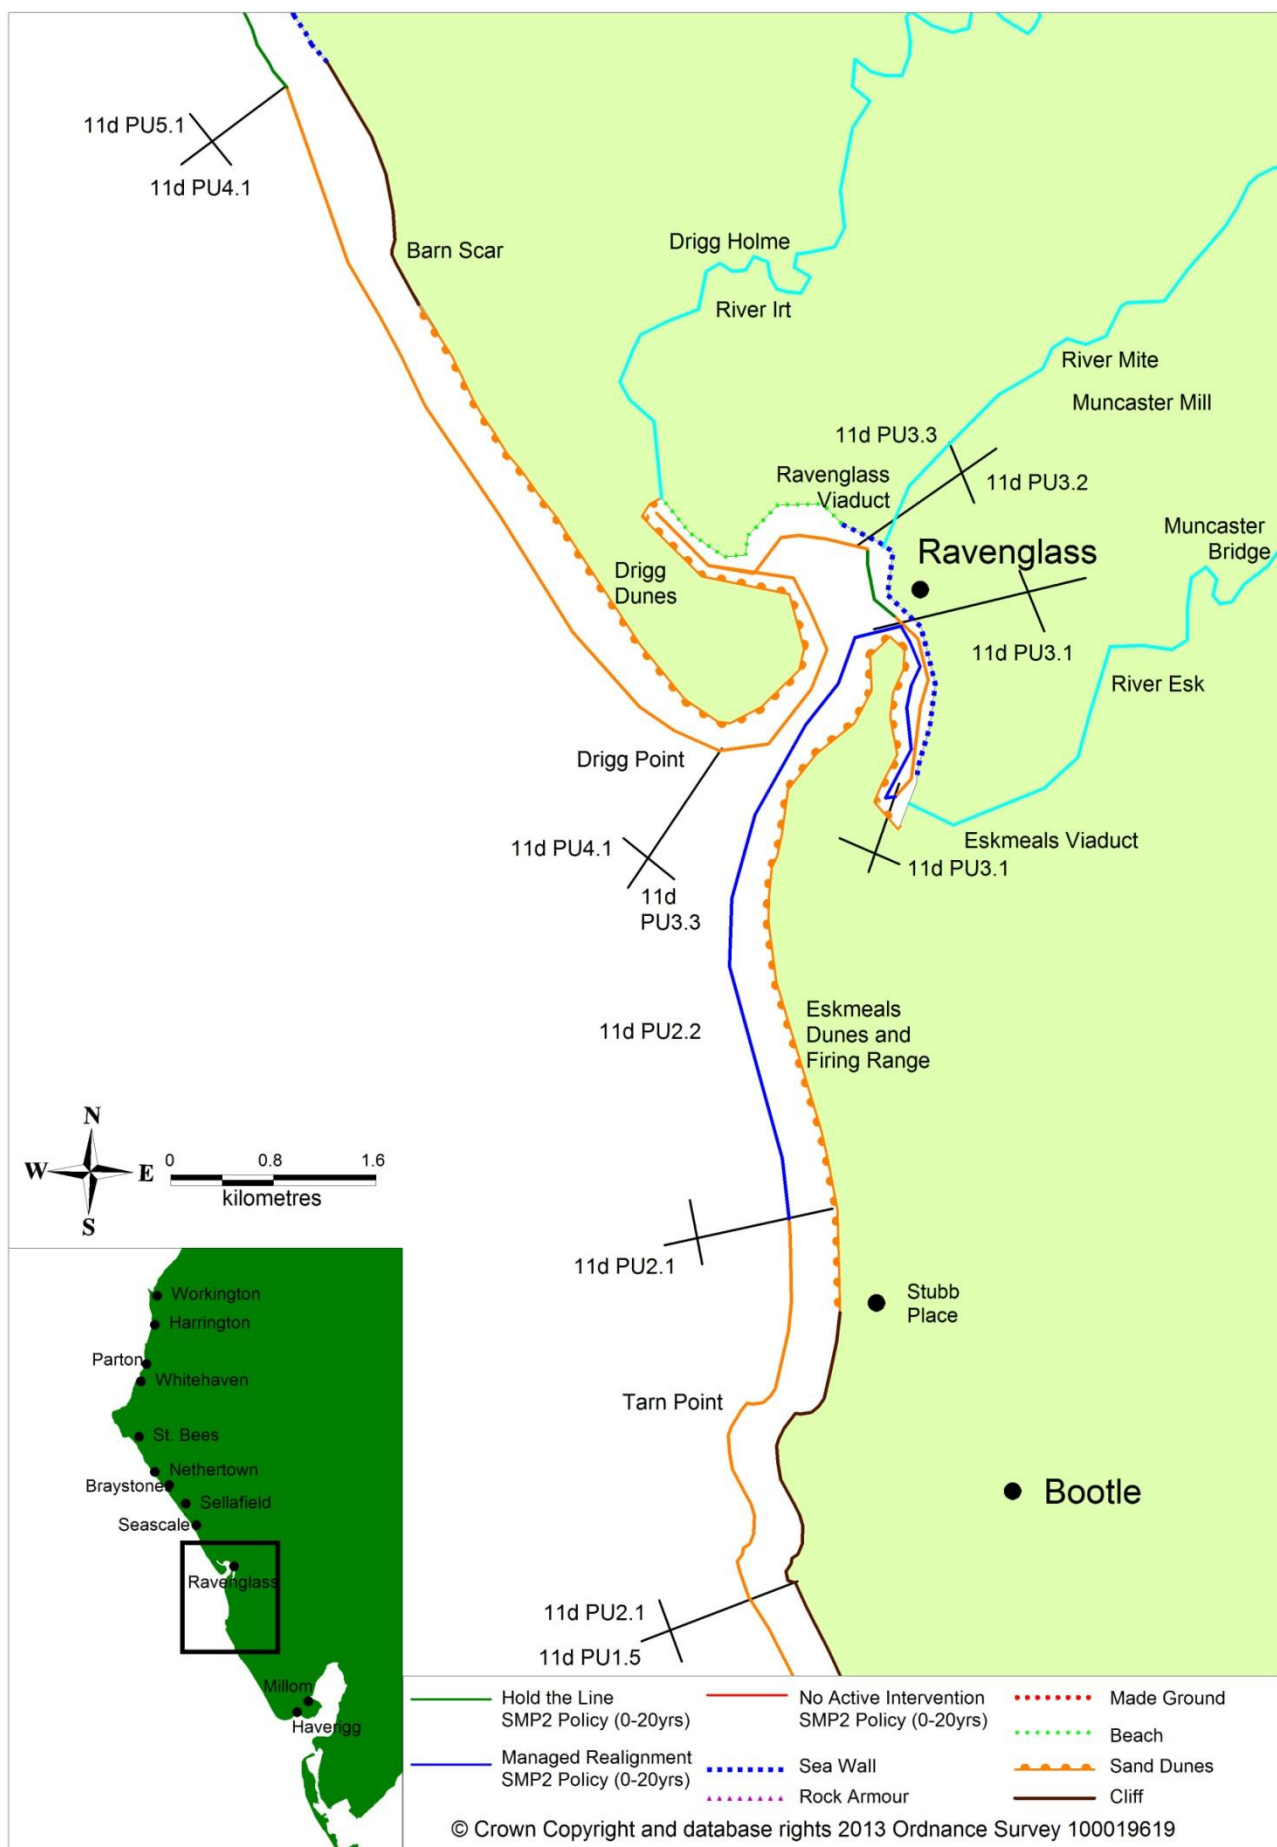 11d PU5.1
11d PU4.1
Barn Scar
Drigg Holme
River Irt
River Mite
Muncaster Mill
11d PU3.3
Ravenglass
Viaduct
11d PU3.2
Muncaster
Bridge
Ravenglass
Drigg
Dunes
11d PU3.1
River Esk
Drigg Point
11d PU4.1
11d
PU3.3
Eskmeals Viaduct
11d PU3.1
11d PU2.2
Eskmeals
Dunes and
Firing Range
N
W
E
S
0 0.8 1.6
kilometres
11d PU2.1
Stubb
Place
Tarn Point
Bootle
11d PU2.1
11d PU1.5
Workington
Harrington
Parton
Whitehaven
St. Bees
Nethertown
Braystones
Sellafield
Seascale
Ravenglass
Millom
Haverigg
Hold the Line
SMP2 Policy (0-20yrs)
Managed Realignment
SMP2 Policy (0-20yrs)
No Active Intervention
SMP2 Policy (0-20yrs)
Sea Wall
Rock Armour
Made Ground
Beach
Sand Dunes
Cliff
© Crown Copyright and database rights 2013 Ordnance Survey 100019619